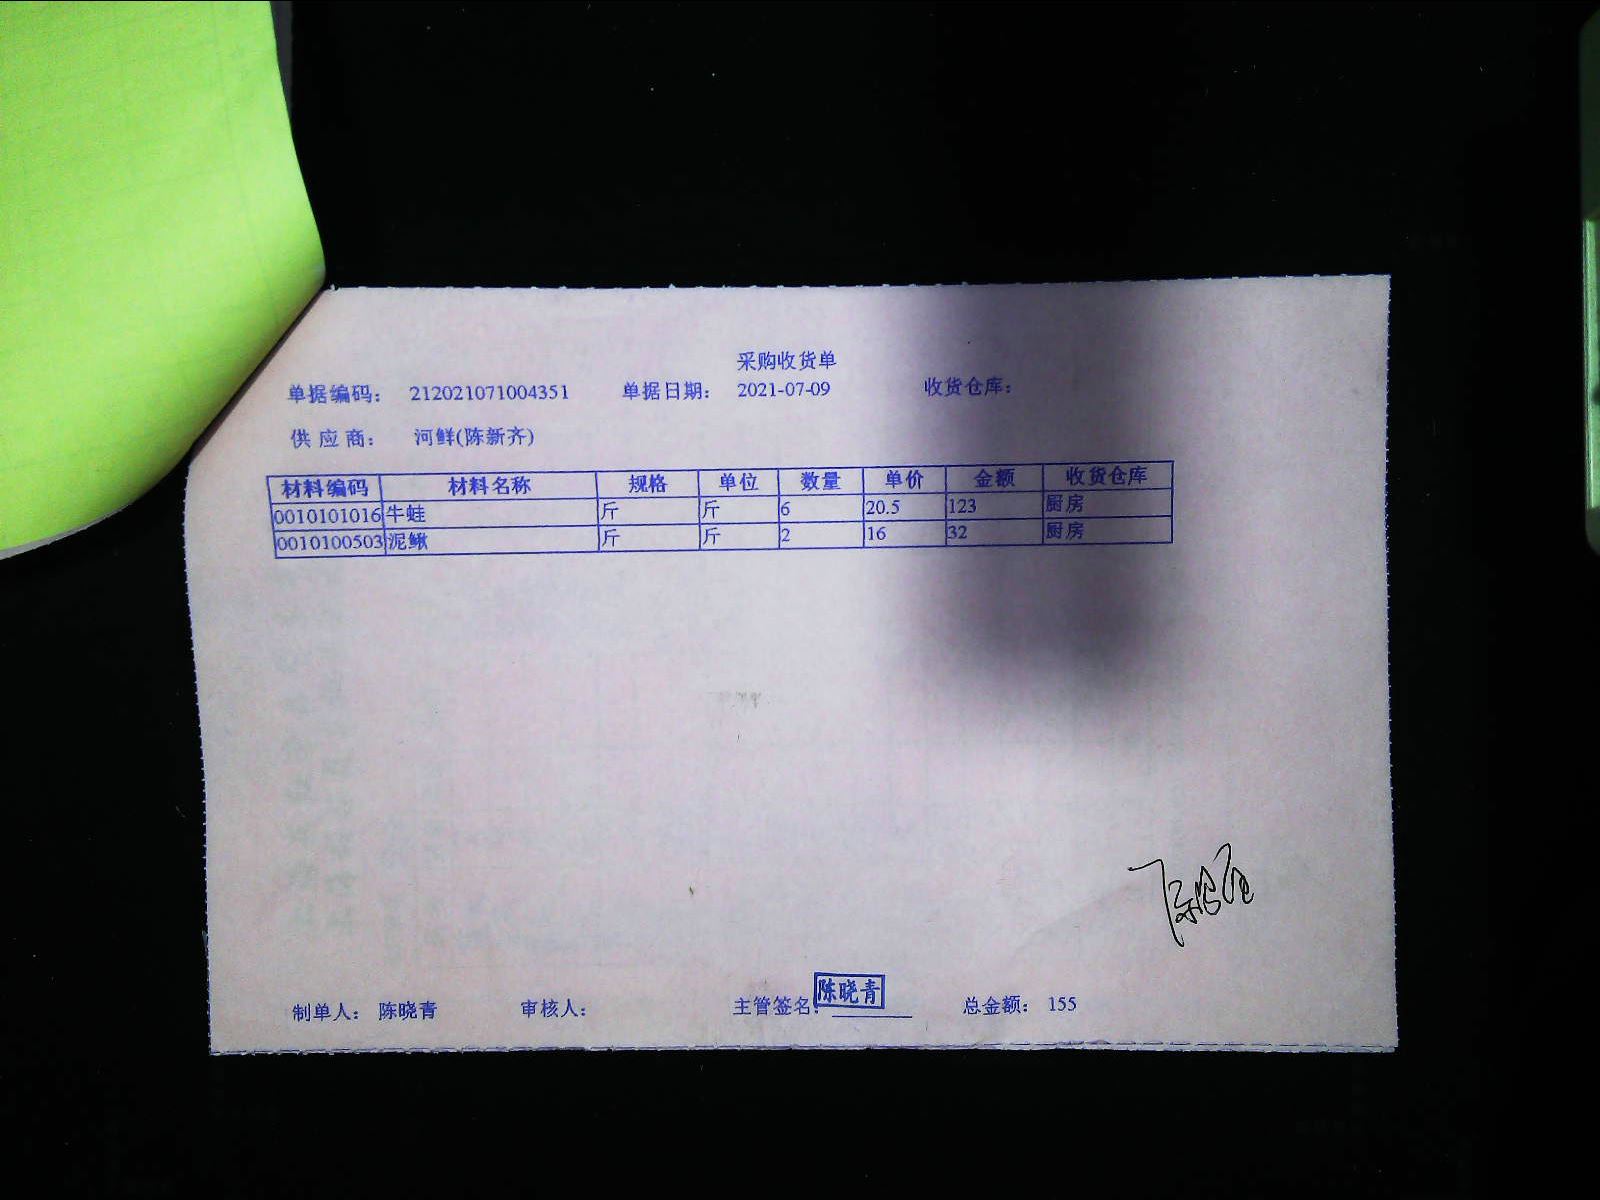 采购收货单
单据编码： 212021071004351 单据日期： 2021-07-09 收货仓库：
供应商： 河鲜(陈新齐)
材料编码 材料名称 规格 单位 数量 单价 金额 收货仓库
0010101016 牛蛙 斤 斤 6 20.5 123 厨房
0010100503 泥鳅 斤 斤 2 16 32 厨房
制单人： 陈晓青 审核人： 主管签名： 陈晓青 总金额： 155